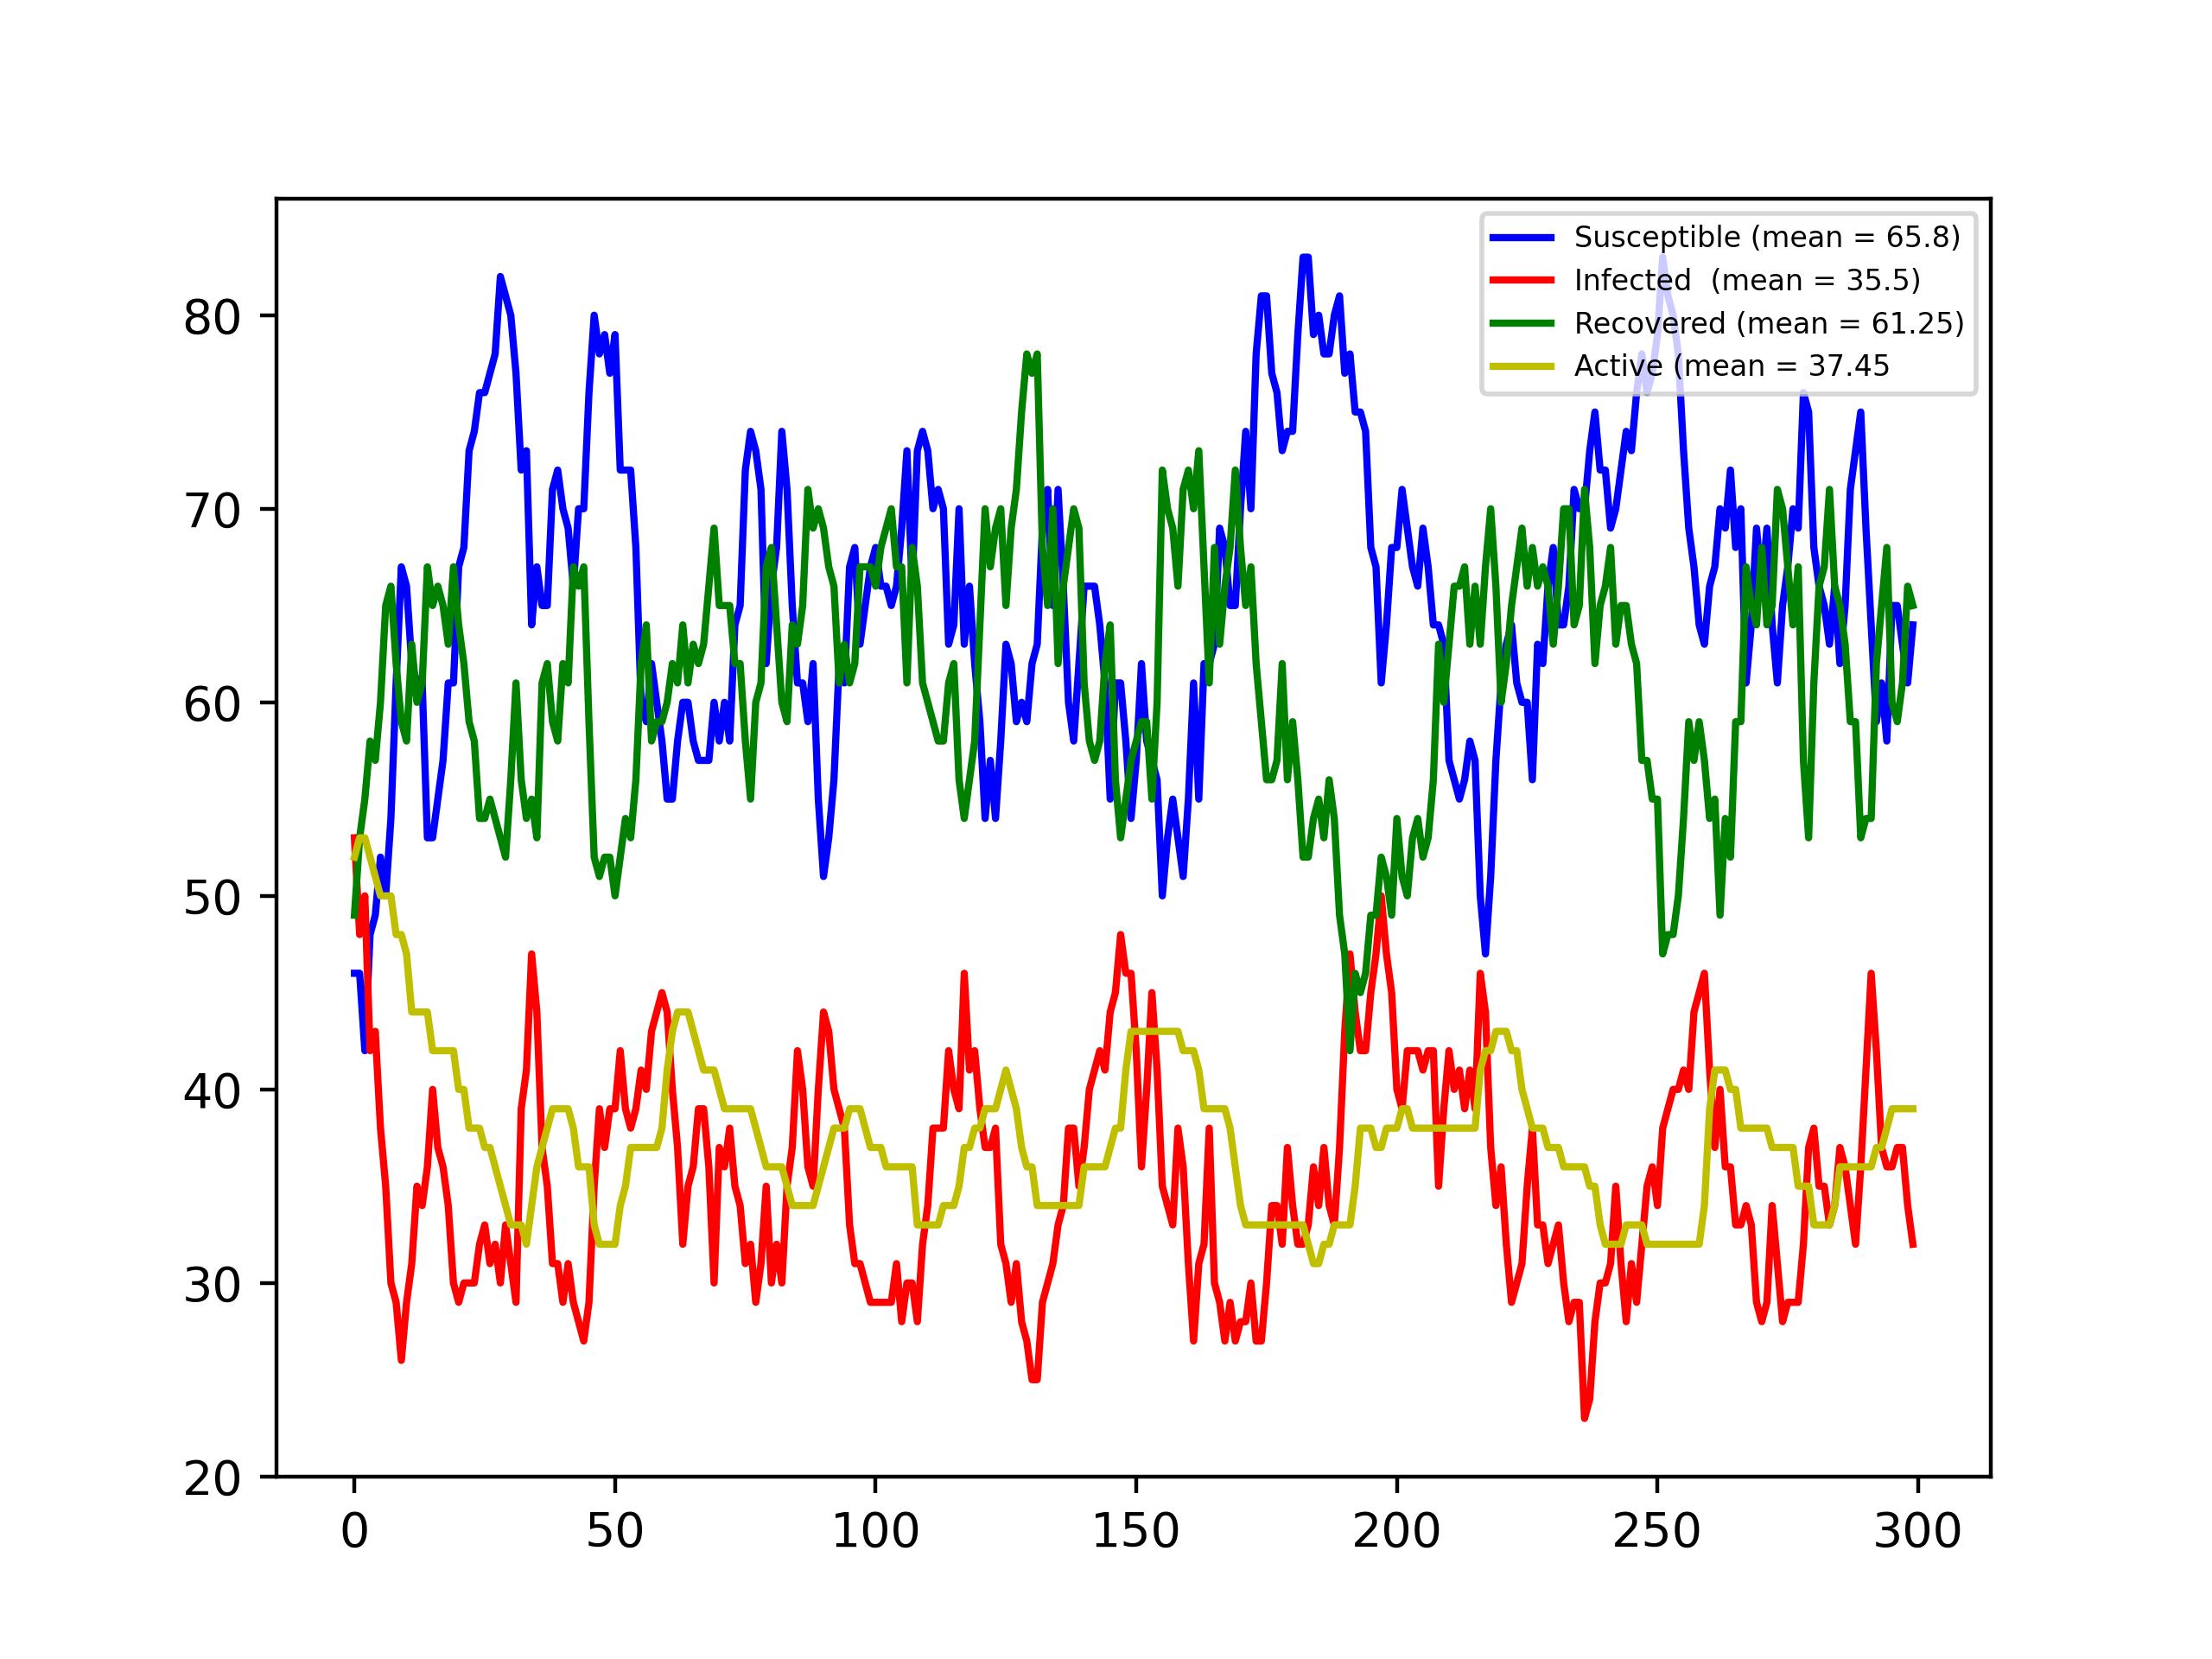 Susceptible (mean = 65.8)
Infected  (mean = 35.5)
Recovered (mean = 61.25)
Active (mean = 37.45
80
70
60
50
40
30
20
0 50 100 150 200 250 300